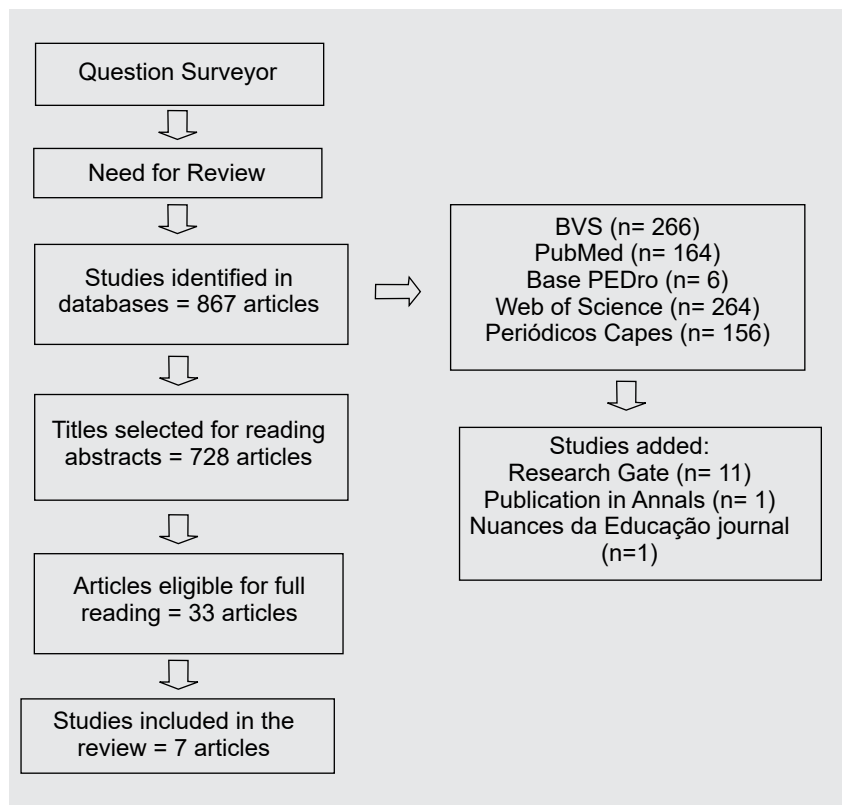 Question Surveyor
Need for Review
Studies identified in
databases = 867 articles
BVS (n= 266)
PubMed (n= 164)
Base PEDro (n= 6)
Web of Science (n= 264)
Periódicos Capes (n= 156)
Titles selected for reading
abstracts = 728 articles
Studies added:
Research Gate (n= 11)
Publication in Annals (n= 1)
Nuances da Educação journal
(n=1)
Articles eligible for full
reading = 33 articles
Studies included in the
review = 7 articles